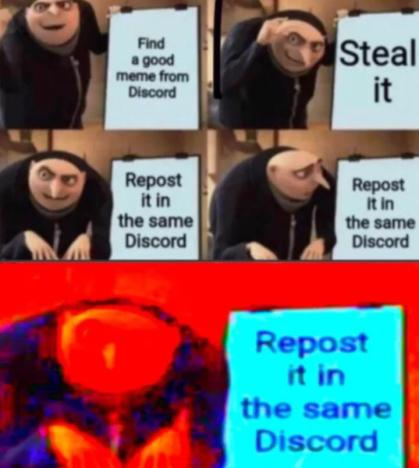 Find
a good
meme from
Discord
Steal
it
Repost
it in
the same
Discord
Repost
it in
the same
Discord
Repost
it in
the same
Discord